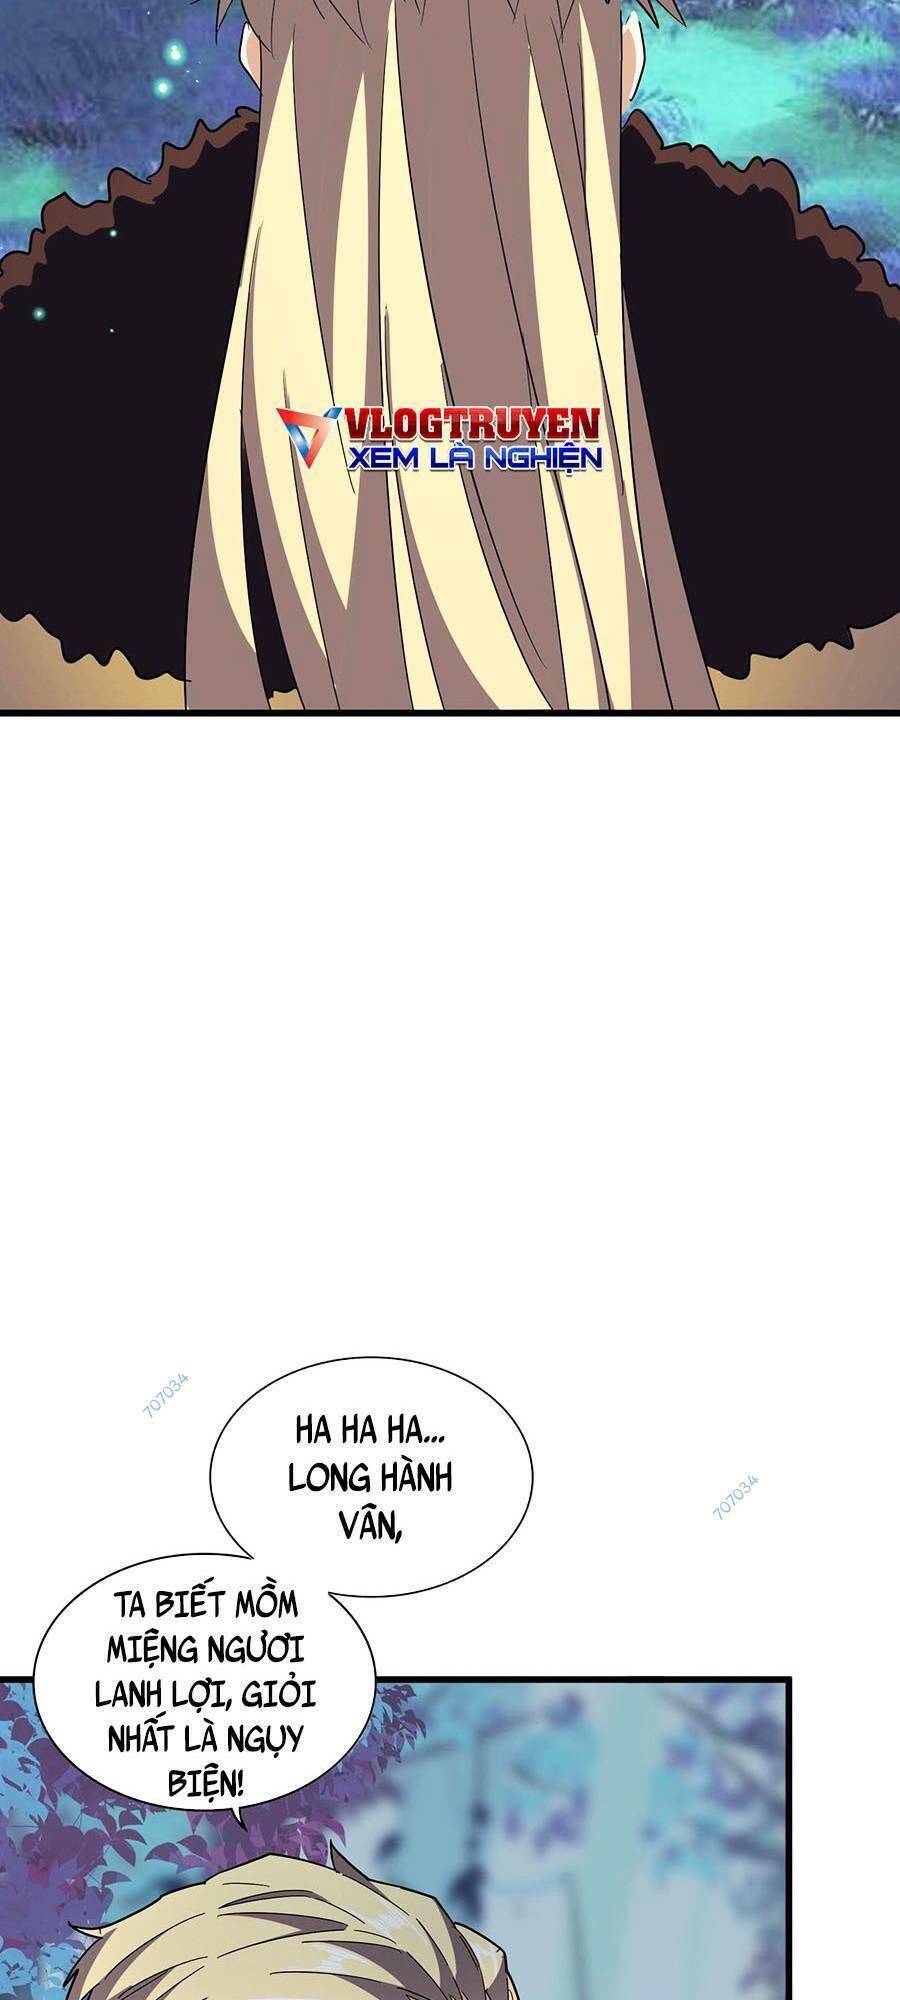 VLOGTRUYEN
XEM LÀ NGHIỆN
707034
HA HA HA...
LONG HÀNH
VÂN,
707034
TA BIẾT MỒM
MIỆNG NGƯƠI
LANH LỢI, GIỎI
NHẤT LÀ NGỤY
BIỆN!